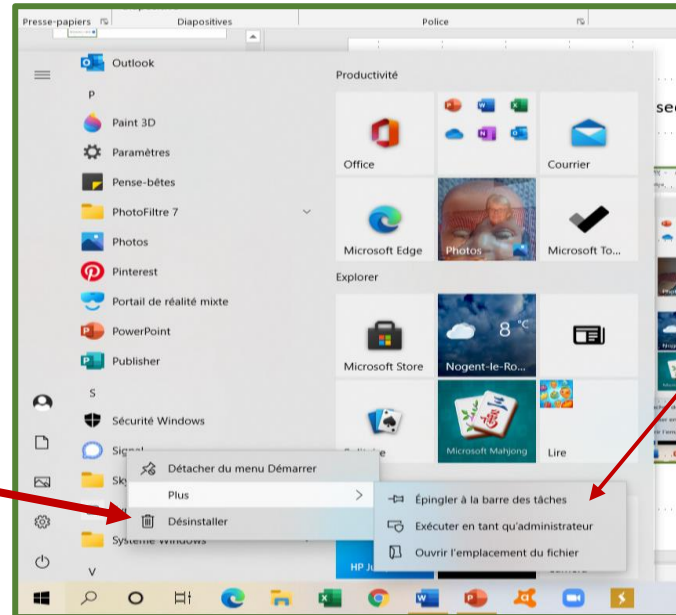 Presse-papiers
Diapositives
Police
Outlook
P
Paint 3D
Paramètres
Pense-bêtes
PhotoFiltre 7
Photos
Pinterest
Portail de réalité mixte
PowerPoint
Publisher
S
Sécurité Windows
Signal
Système Windows
V
Productivité
Office
Courrier
Microsoft Edge
Photos
Microsoft To...
Explorer
Microsoft Store
8 °C
Nogent-le-Ro...
Microsoft Mahjong
Lire
Détacher du menu Démarrer
Plus
Désinstaller
Épingler à la barre des tâches
Exécuter en tant qu'administrateur
Ouvrir l'emplacement du fichier